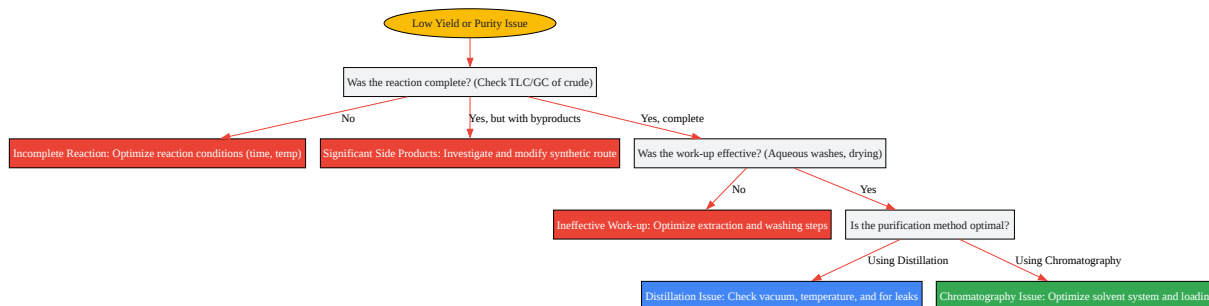 Low Yield or Purity Issue
Was the reaction complete? (Check TLC/GC of crude)
No
Yes, but with byproducts
Yes, complete
Incomplete Reaction: Optimize reaction conditions (time, temp)
Significant Side Products: Investigate and modify synthetic route
Was the work-up effective? (Aqueous washes, drying)
No
Yes
Ineffective Work-up: Optimize extraction and washing steps
Is the purification method optimal?
Using Distillation
Using Chromatography
Distillation Issue: Check vacuum, temperature, and for leaks
Chromatography Issue: Optimize solvent system and loadin